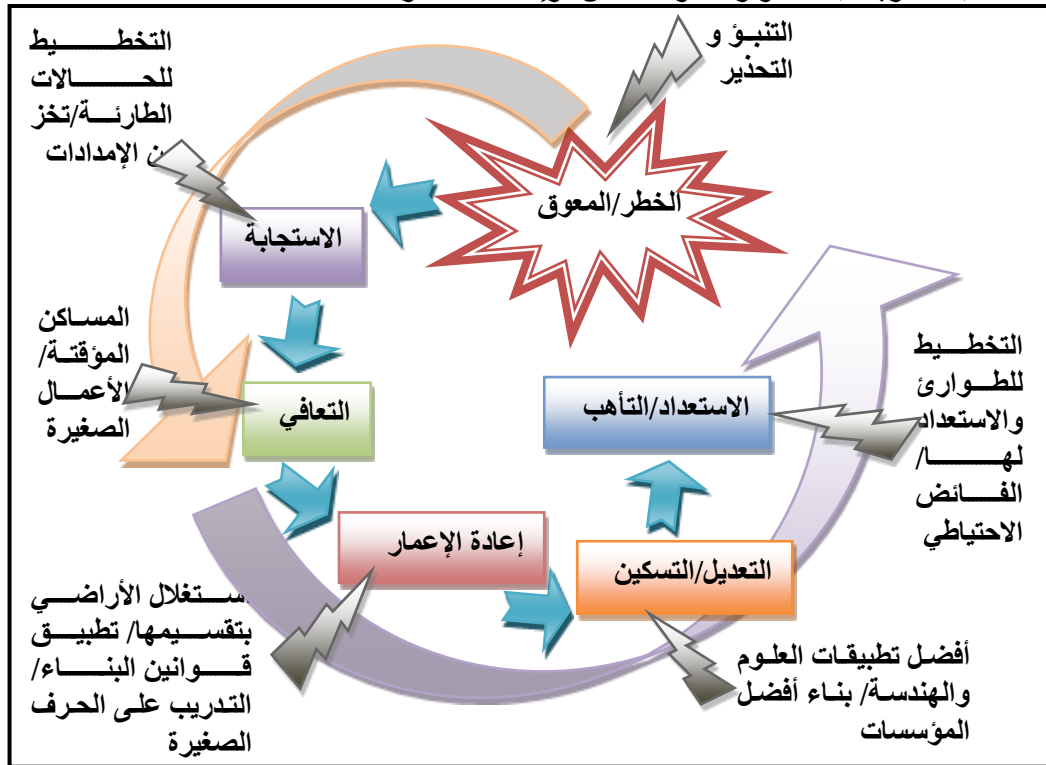 التنبؤ و
التحذير
التخطيط
للحالات
الطارئة/تخز
ن الإمدادات
الخطر/المعوق
الاستجابة
المساكن
المؤقتة/
الأعمال
الصغيرة
التعافي
الاستعداد/التأهب
التخطيط
للطوارئ
والاستعداد
لها/
الفائض
الاحتياطي
إعادة الإعمار
التعديل/التسكين
ستغلال الأراضي
بتقسيمها/ تطبيق
قوانين البناء/
التدريب على الحرف
الصغيرة
أفضل تطبيقات العلوم
والهندسة/ بناء أفضل
المؤسسات